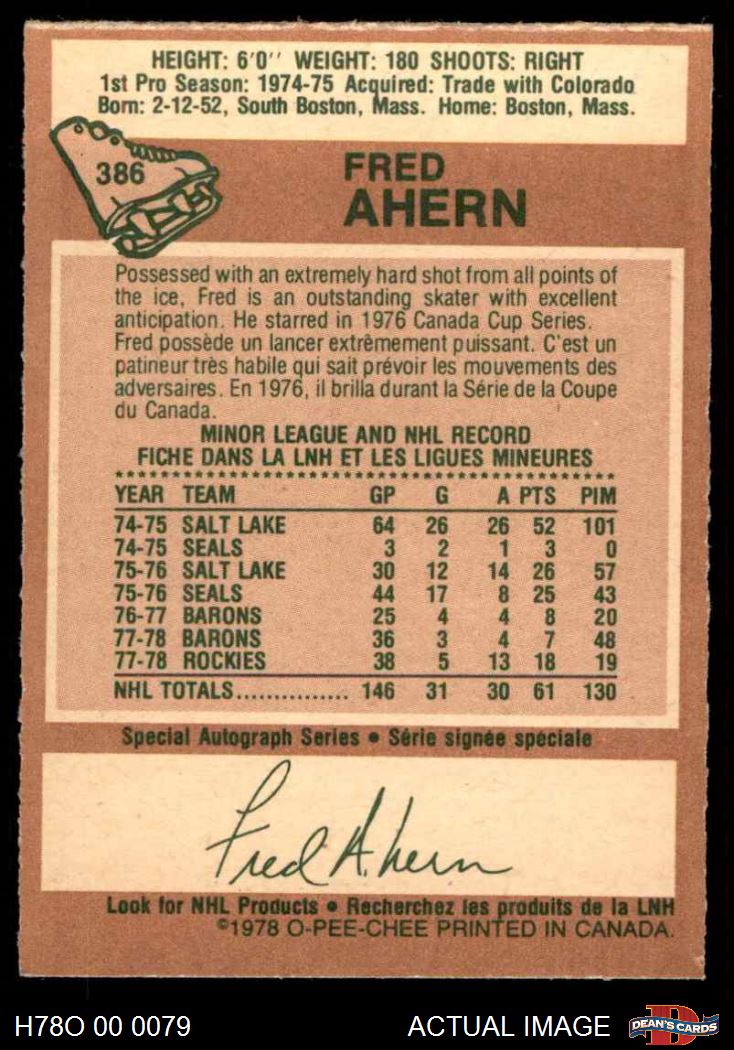 HEIGHT: 6'0'' WEIGHT: 180 SHOOTS: RIGHT
1st Pro Season: 1974-75 Acquired: Trade with Colorado
Born: 2-12-52, South Boston, Mass. Home: Boston, Mass.
386
FRED
AHERN
Possessed with an extremely hard shot from all points of
the ice, Fred is an outstanding skater with excellent
anticipation. He starred in 1976 Canada Cup Series.
Fred possède un lancer extrêmement puissant. C'est un
patineur très habile qui sait prévoir les mouvements des
adversaires. En 1976, il brilla durant la Série de la Coupe
du Canada.
MINOR LEAGUE AND NHL RECORD
FICHE DANS LA LNH ET LES LIGUES MINEURES
YEAR TEAM GP G A PTS PIM
74-75 SALT LAKE 64 26 26 52 101
74-75 SEALS 3 2 1 3 0
75-76 SALT LAKE 30 12 14 26 57
75-76 SEALS 44 17 8 25 43
76-77 BARONS 25 4 4 8 20
77-78 BARONS 36 3 4 7 48
77-78 ROCKIES 38 5 13 18 19
NHL TOTALS............... 146 31 30 61 130
Special Autograph Series • Série signée spéciale
Fred Ahern
Look for NHL Products • Recherchez les produits de la LNH
©1978 O-PEE-CHEE PRINTED IN CANADA.
H78O 00 0079 ACTUAL IMAGE DEAN'S CARDS